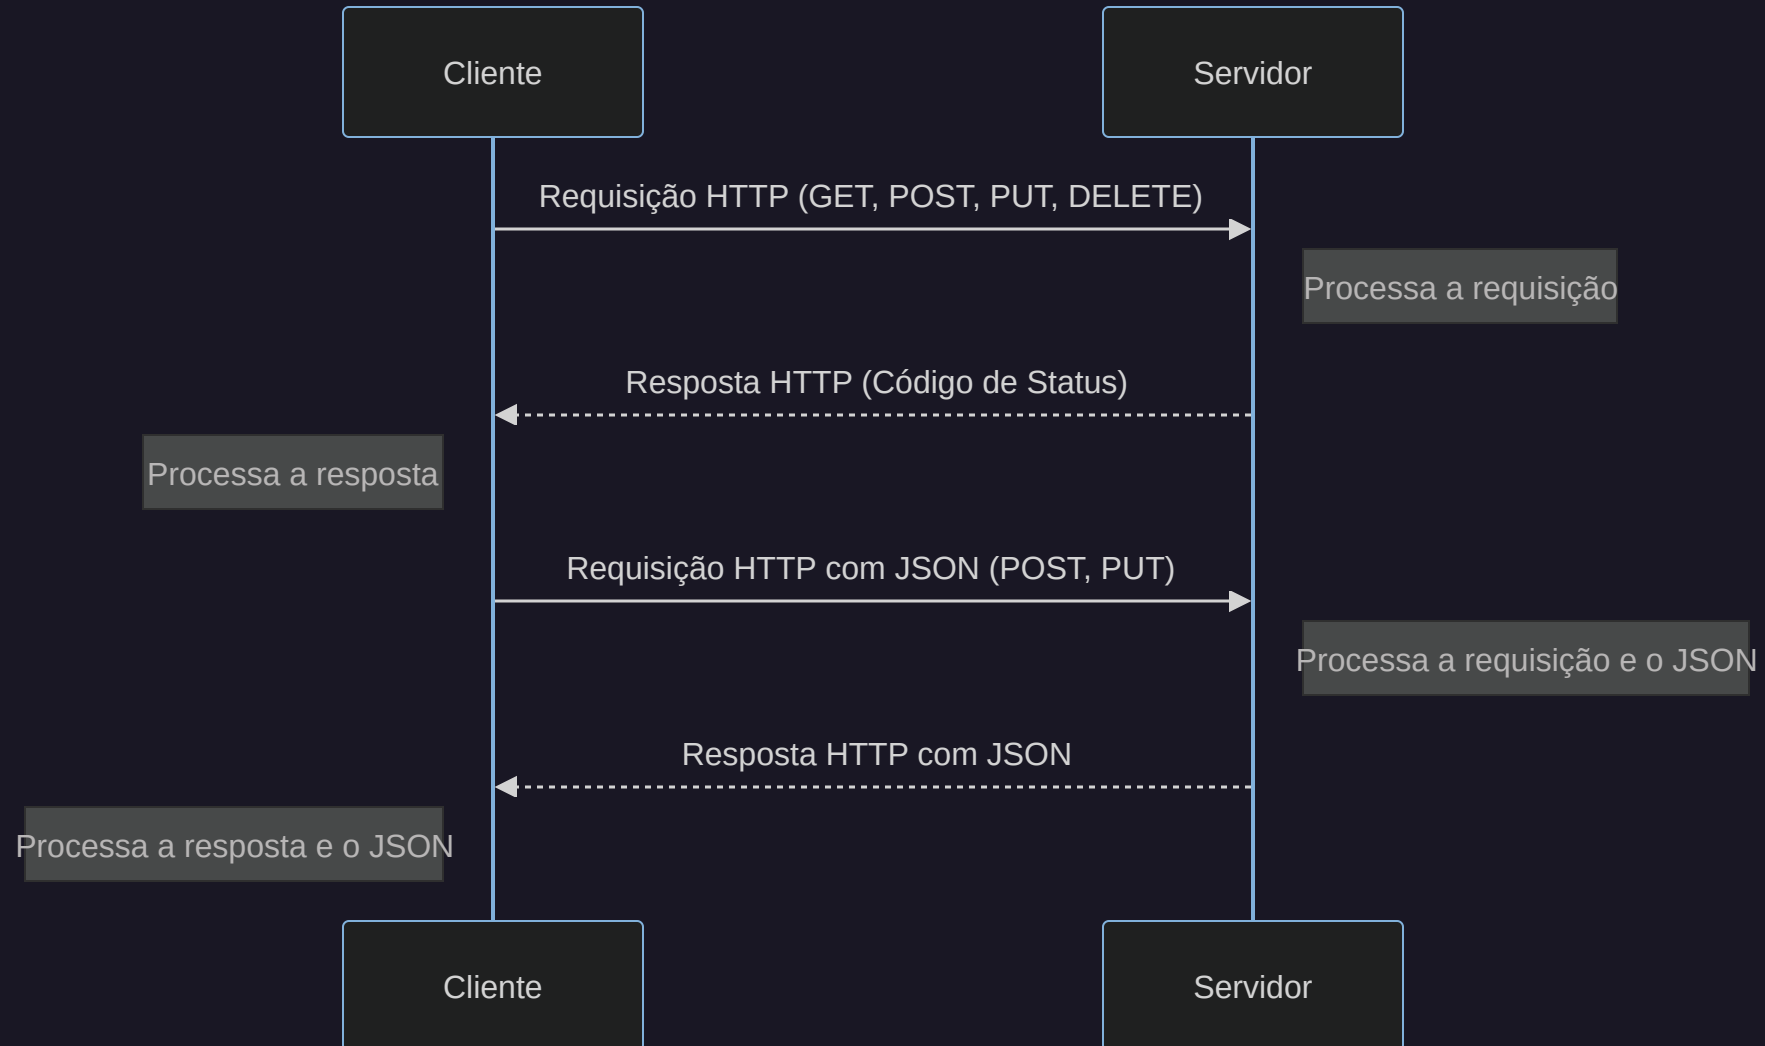 Cliente
Servidor
Requisição HTTP (GET, POST, PUT, DELETE)
Processa a requisição
Resposta HTTP (Código de Status)
Processa a resposta
Requisição HTTP com JSON (POST, PUT)
Processa a requisição e o JSON
Resposta HTTP com JSON
Processa a resposta e o JSON
Cliente
Servidor